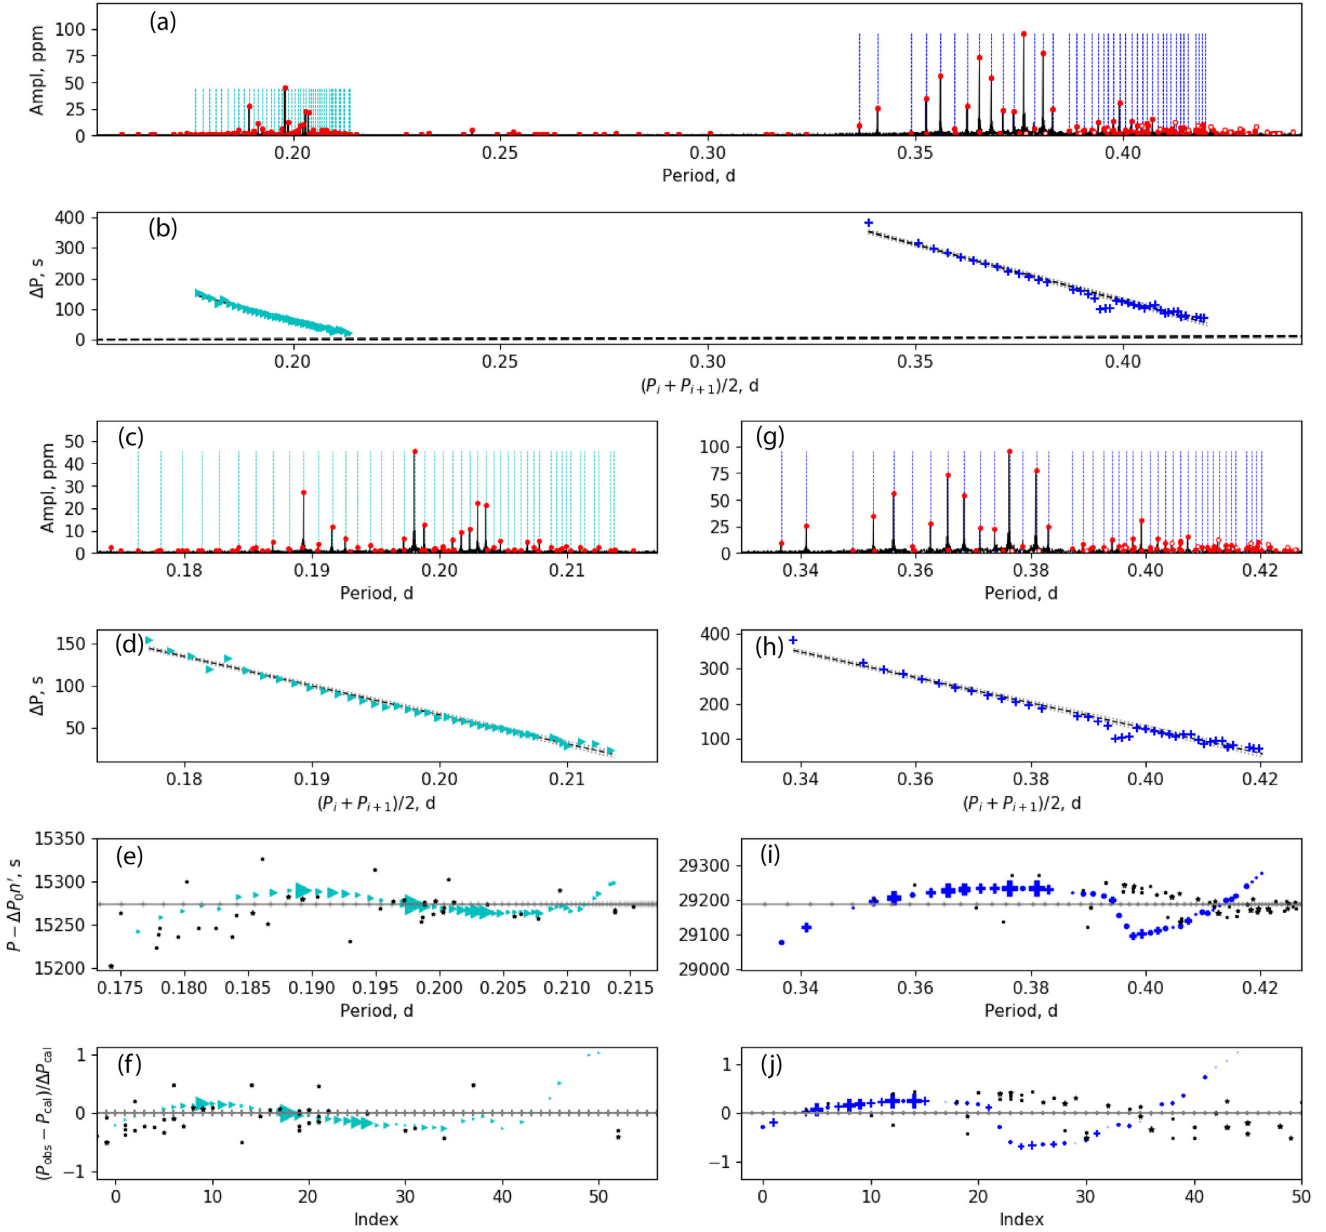 (a)
Ampl, ppm
100
75
50
25
0
0.20 0.25 0.30 0.35 0.40
Period, d
(b)
ΔP, s
400
300
200
100
0
0.20 0.25 0.30 0.35 0.40
(P_i + P_{i+1})/2, d
(c)
Ampl, ppm
50
40
30
20
10
0
0.18 0.19 0.20 0.21
Period, d
(g)
100
75
50
25
0
0.34 0.36 0.38 0.40 0.42
Period, d
(d)
ΔP, s
150
100
50
0.18 0.19 0.20 0.21
(P_i + P_{i+1})/2, d
(h)
400
300
200
100
0.34 0.36 0.38 0.40 0.42
(P_i + P_{i+1})/2, d
(e)
P − ΔP_0n′, s
15350
15300
15250
15200
0.175 0.180 0.185 0.190 0.195 0.200 0.205 0.210 0.215
Period, d
(i)
29300
29200
29100
29000
0.34 0.36 0.38 0.40 0.42
Period, d
(f)
(P_obs − P_cal)/ΔP_cal
1
0
−1
0 10 20 30 40 50
Index
(j)
1
0
−1
0 10 20 30 40 50
Index